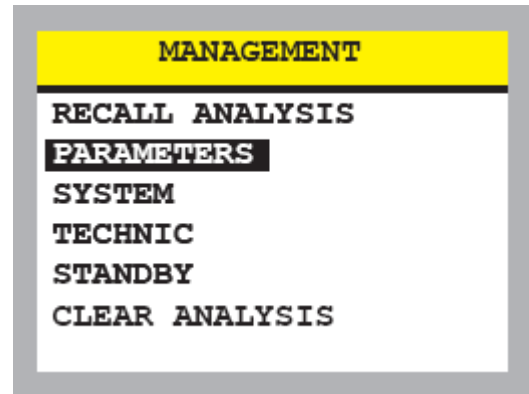 MANAGEMENT
RECALL ANALYSIS
PARAMETERS
SYSTEM
TECHNIC
STANDBY
CLEAR ANALYSIS